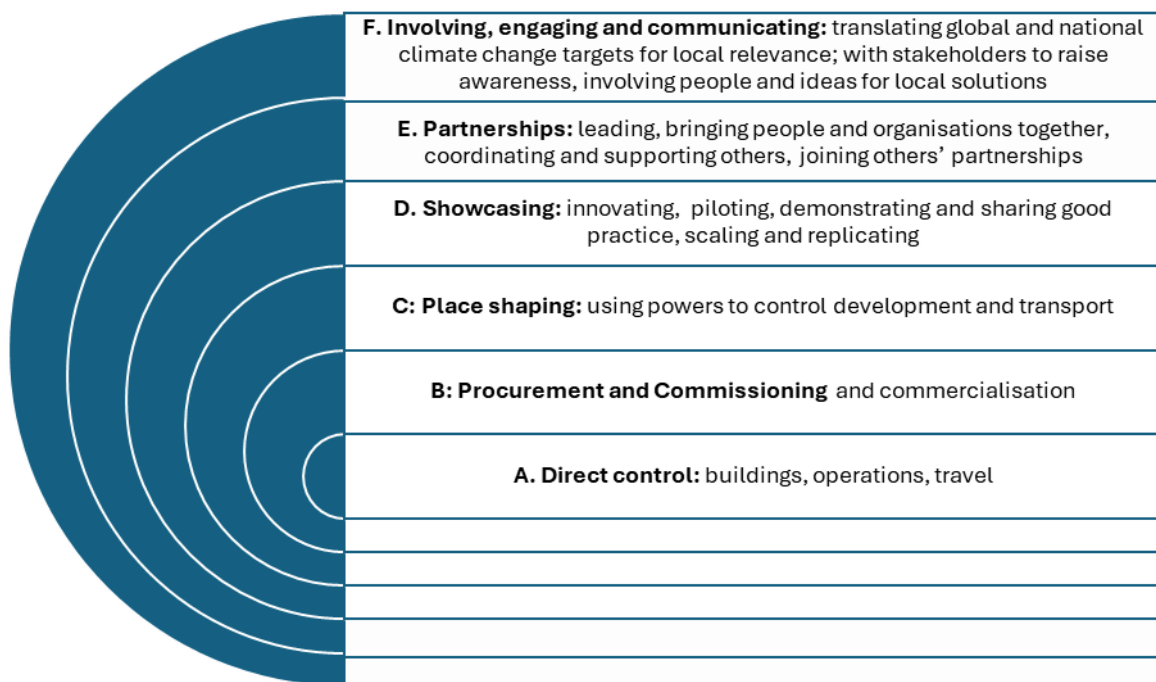 F. Involving, engaging and communicating: translating global and national
climate change targets for local relevance; with stakeholders to raise
awareness, involving people and ideas for local solutions
E. Partnerships: leading, bringing people and organisations together,
coordinating and supporting others, joining others’ partnerships
D. Showcasing: innovating, piloting, demonstrating and sharing good
practice, scaling and replicating
C: Place shaping: using powers to control development and transport
B: Procurement and Commissioning and commercialisation
A. Direct control: buildings, operations, travel